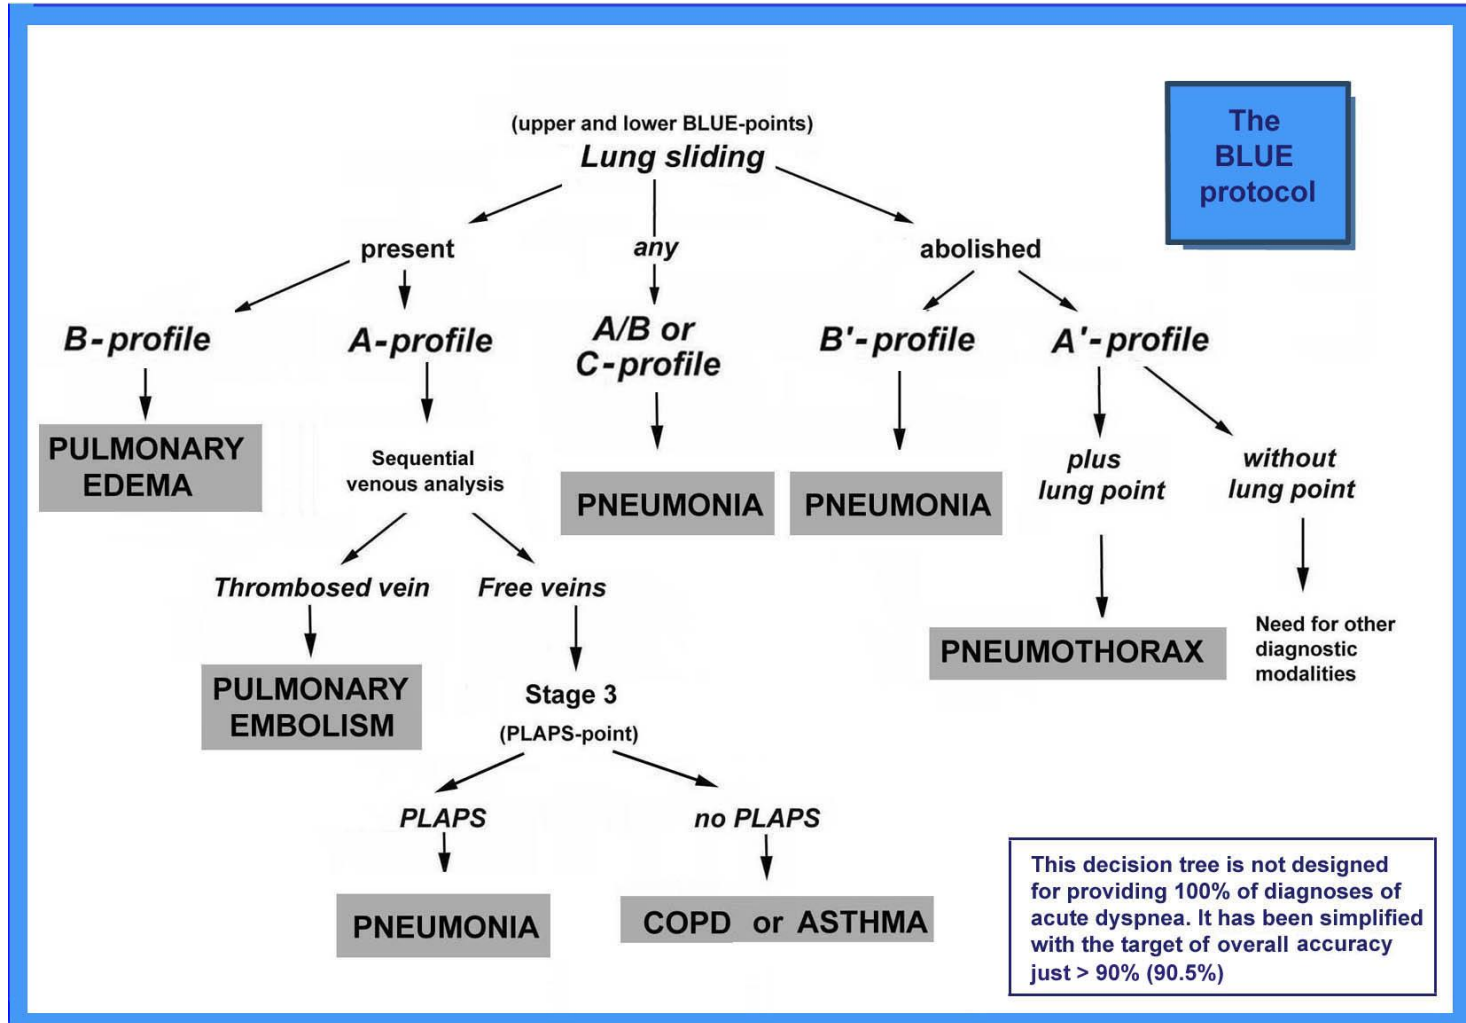 The
BLUE
protocol
(upper and lower BLUE-points)
Lung sliding
present
any
abolished
B-profile
A-profile
A/B or
C-profile
B'-profile
A'-profile
PULMONARY
EDEMA
Sequential
venous analysis
PNEUMONIA
PNEUMONIA
plus
lung point
without
lung point
Thrombosed vein
Free veins
PNEUMOTHORAX
Need for other
diagnostic
modalities
PULMONARY
EMBOLISM
Stage 3
(PLAPS-point)
PLAPS
no PLAPS
PNEUMONIA
COPD or ASTHMA
This decision tree is not designed
for providing 100% of diagnoses of
acute dyspnea. It has been simplified
with the target of overall accuracy
just > 90% (90.5%)